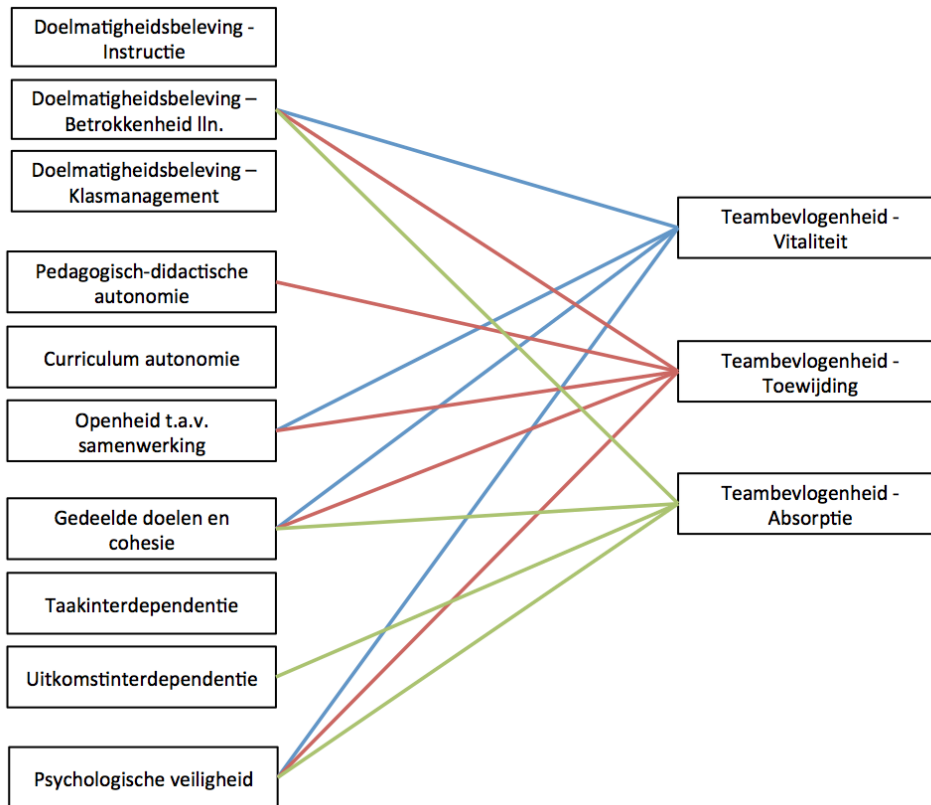 Doelmatigheidsbeleving -
Instructie
Doelmatigheidsbeleving –
Betrokkenheid lln.
Doelmatigheidsbeleving –
Klasmanagement
Pedagogisch-didactische
autonomie
Curriculum autonomie
Openheid t.a.v.
samenwerking
Gedeelde doelen en
cohesie
Taakinterdependentie
Uitkomstinterdependentie
Psychologische veiligheid
Teambevlogenheid -
Vitaliteit
Teambevlogenheid -
Toewijding
Teambevlogenheid -
Absorptie